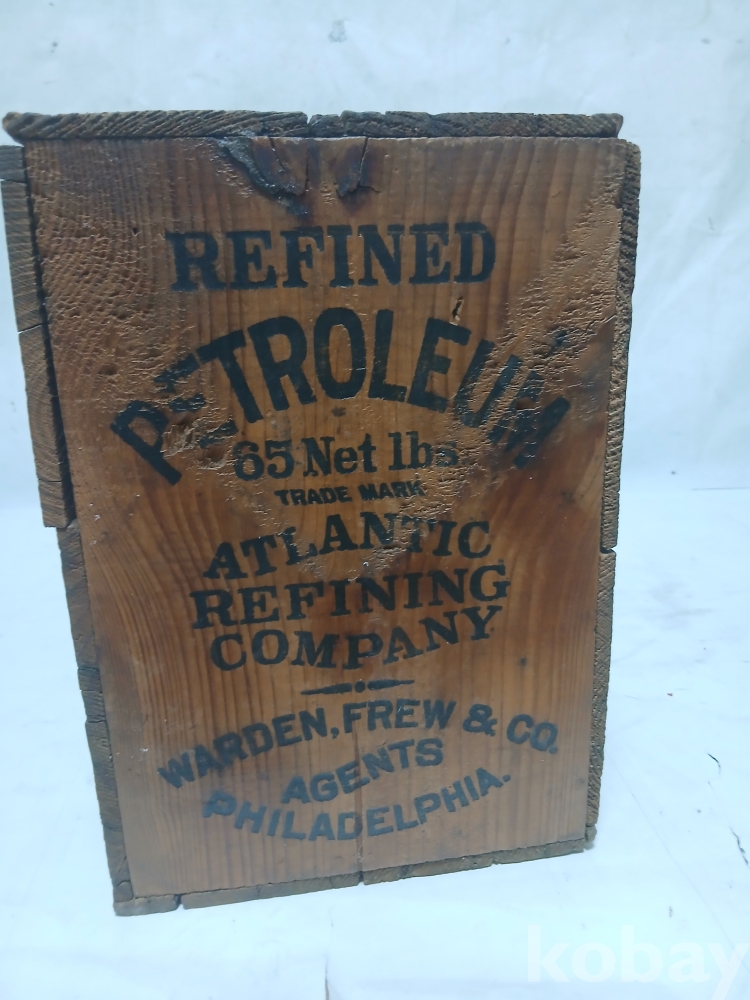 REFINED
PETROLEUM
65 Net lbs
TRADE MARK
ATLANTIC
REFINING
COMPANY
WARDEN, FREW & CO.
AGENTS
PHILADELPHIA.
kobay